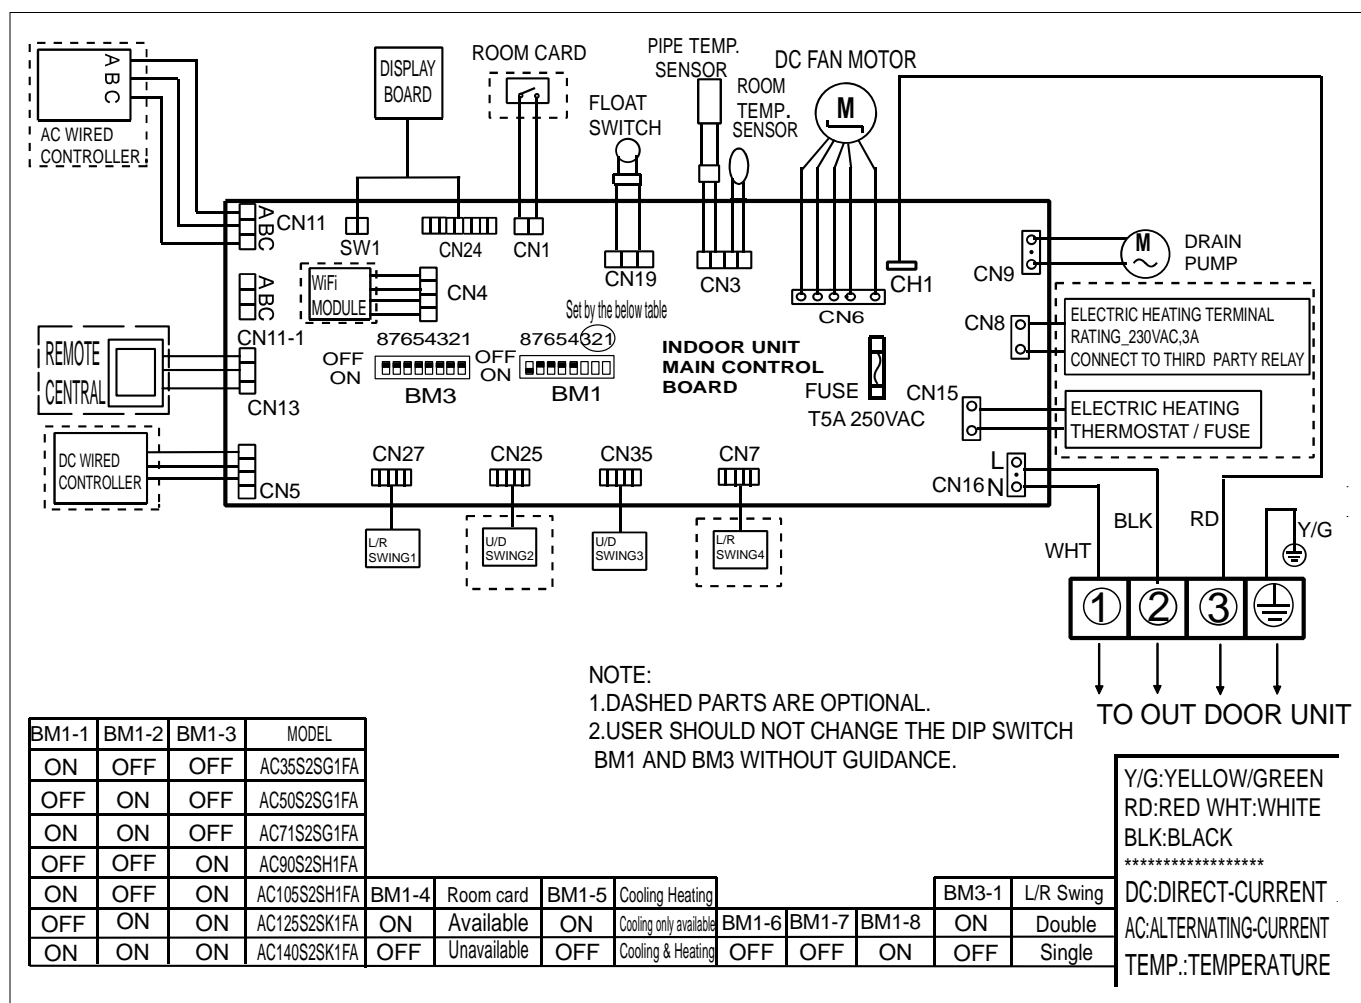 A B C
AC WIRED
CONTROLLER
DISPLAY
BOARD
ROOM CARD
FLOAT
SWITCH
PIPE TEMP.
SENSOR
ROOM
TEMP.
SENSOR
DC FAN MOTOR
M
A B C
CN11
SW1
CN24
CN1
CN19
CN3
CN6
CH1
CN9
M
DRAIN
PUMP
A B C
CN11-1
WiFi
MODULE
CN4
Set by the below table
87654321
OFF
ON
BM3
87654321
OFF
ON
BM1
INDOOR UNIT
MAIN CONTROL
BOARD
FUSE
T5A 250VAC
CN8
ELECTRIC HEATING TERMINAL
RATING_230VAC,3A
CONNECT TO THIRD PARTY RELAY
CN15
ELECTRIC HEATING
THERMOSTAT / FUSE
REMOTE
CENTRAL
CN13
DC WIRED
CONTROLLER
CN5
CN27
CN25
CN35
CN7
L
CN16 N
L/R
SWING1
U/D
SWING2
U/D
SWING3
L/R
SWING4
WHT
BLK
RD
Y/G
1 2 3
TO OUT DOOR UNIT
NOTE:
1.DASHED PARTS ARE OPTIONAL.
2.USER SHOULD NOT CHANGE THE DIP SWITCH
BM1 AND BM3 WITHOUT GUIDANCE.
BM1-1 BM1-2 BM1-3 MODEL
ON OFF OFF AC35S2SG1FA
OFF ON OFF AC50S2SG1FA
ON ON OFF AC71S2SG1FA
OFF OFF ON AC90S2SH1FA
ON OFF ON AC105S2SH1FA BM1-4 Room card BM1-5 Cooling Heating BM3-1 L/R Swing
OFF ON ON AC125S2SK1FA ON Available ON Cooling only available BM1-6 BM1-7 BM1-8 ON Double
ON ON ON AC140S2SK1FA OFF Unavailable OFF Cooling & Heating OFF OFF ON OFF Single
Y/G:YELLOW/GREEN
RD:RED WHT:WHITE
BLK:BLACK
******************
DC:DIRECT-CURRENT
AC:ALTERNATING-CURRENT
TEMP.:TEMPERATURE